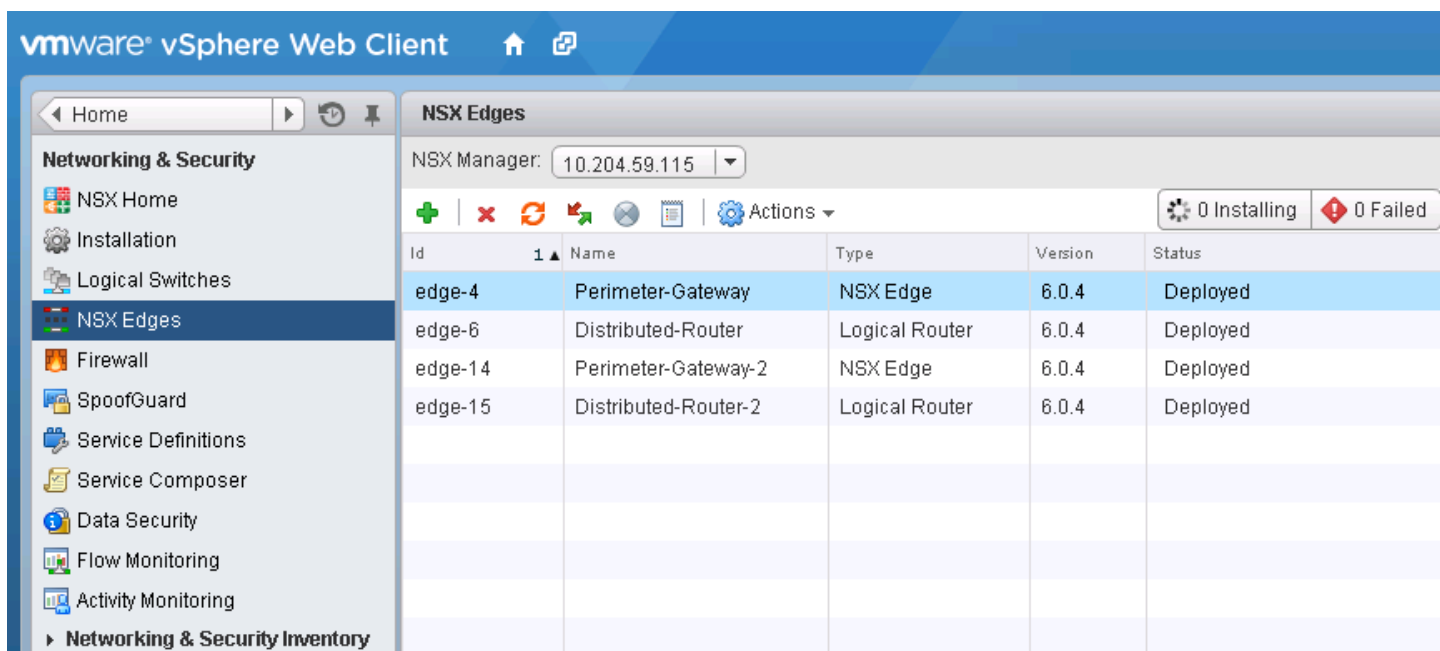 vmware® vSphere Web Client
Home
Networking & Security
NSX Home
Installation
Logical Switches
NSX Edges
Firewall
SpoofGuard
Service Definitions
Service Composer
Data Security
Flow Monitoring
Activity Monitoring
Networking & Security Inventory
NSX Edges
NSX Manager: 10.204.59.115
Actions 0 Installing 0 Failed
Id 1 Name Type Version Status
edge-4 Perimeter-Gateway NSX Edge 6.0.4 Deployed
edge-6 Distributed-Router Logical Router 6.0.4 Deployed
edge-14 Perimeter-Gateway-2 NSX Edge 6.0.4 Deployed
edge-15 Distributed-Router-2 Logical Router 6.0.4 Deployed